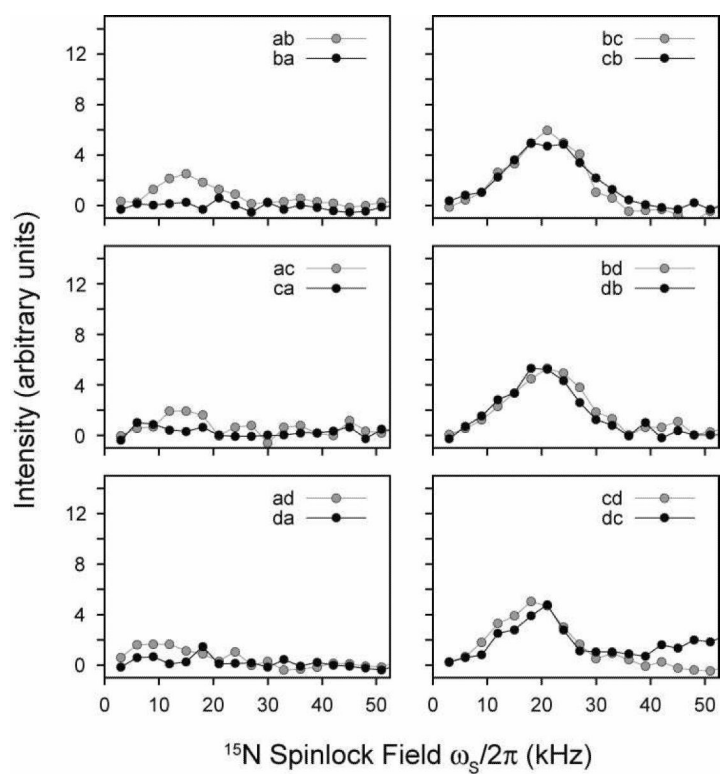 Intensity (arbitrary units)
12
8
4
0
ab
ba
bc
cb
12
8
4
0
ac
ca
bd
db
12
8
4
0
ad
da
cd
dc
0 10 20 30 40 50 0 10 20 30 40 50
¹⁵N Spinlock Field ωₛ/2π (kHz)